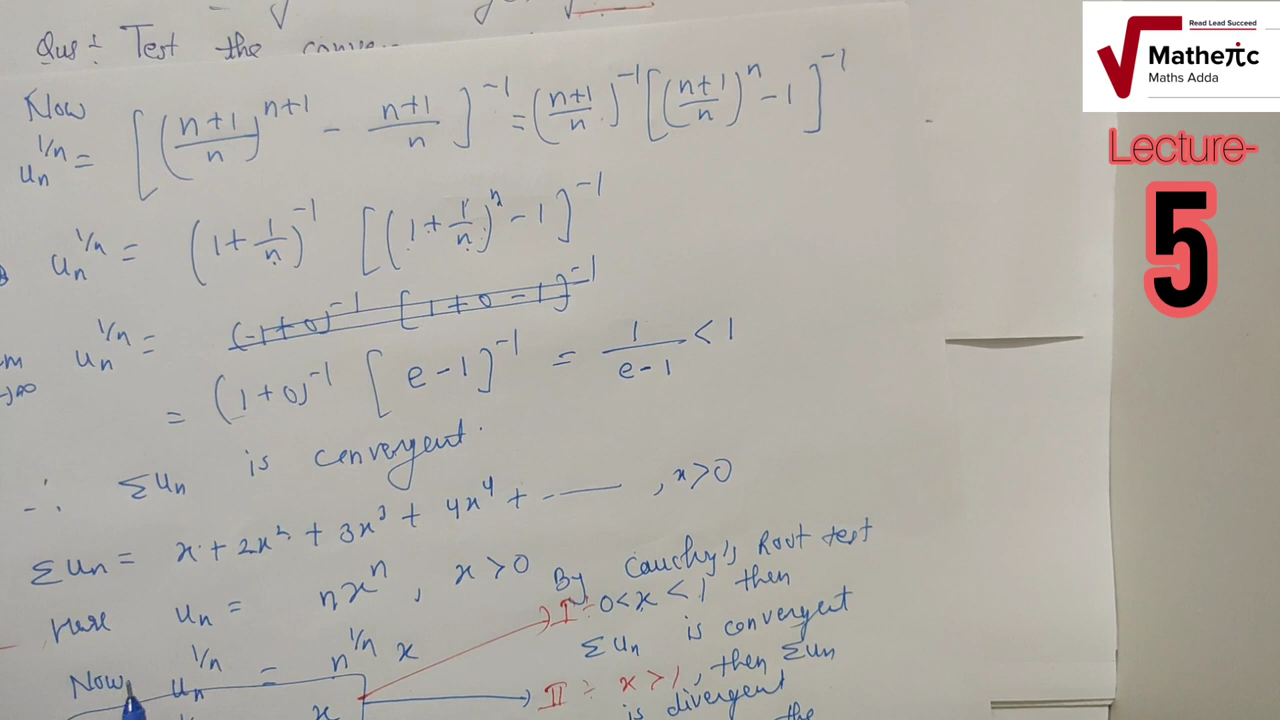 Qus: Test the conve
Now
u_n^{1/n} = [((n+1)/n)^{n+1} - (n+1)/n]^{-1} = ((n+1)/n)^{-1} [((n+1)/n)^n - 1]^{-1}
u_n^{1/n} = (1 + 1/n)^{-1} [(1 + 1/n)^n - 1]^{-1}
u_n^{1/n} = (-1+0)^{-1} [1+0-1]^{-1}
= (1+0)^{-1} [e-1]^{-1} = 1/(e-1) < 1
∴ Σu_n is convergent.
Σu_n = x + 2x^2 + 3x^3 + 4x^4 + -----, x>0
Here u_n = nx^n, x>0
Now u_n^{1/n} = n^{1/n} x
x
By Cauchy's Root test
I ÷ 0<x<1 then
Σu_n is convergent
II ÷ x>1, then Σu_n
is divergent
the
Read Lead Succeed
Matheπc
Maths Adda
Lecture-
5